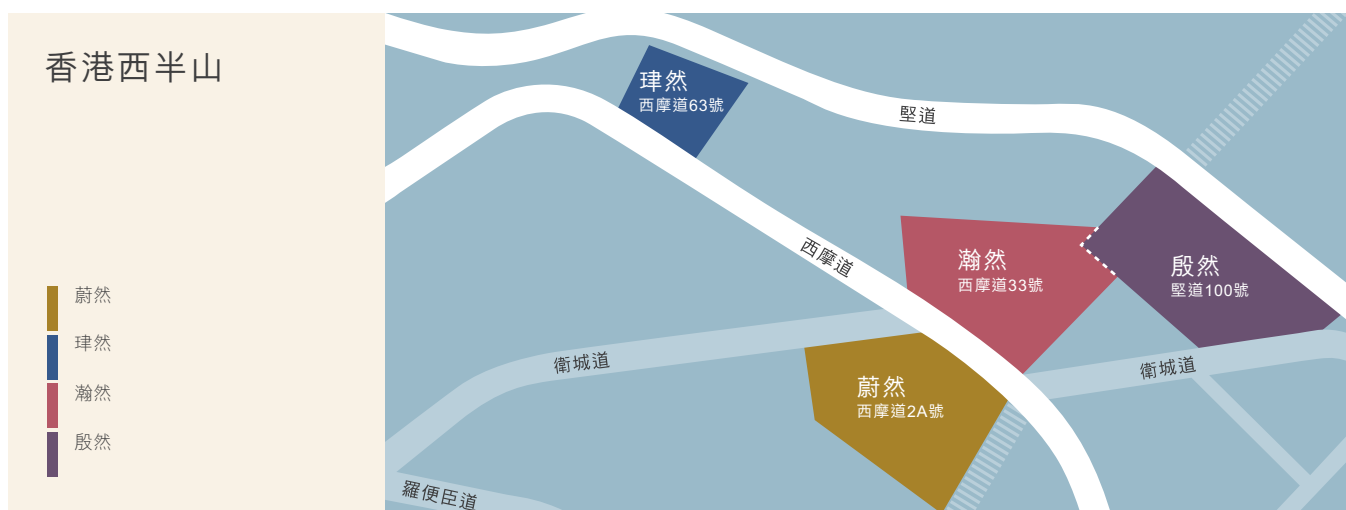 香港西半山
蔚然
珒然
瀚然
殷然
珒然
西摩道63號
堅道
西摩道
瀚然
西摩道33號
殷然
堅道100號
衛城道
衛城道
蔚然
西摩道2A號
羅便臣道